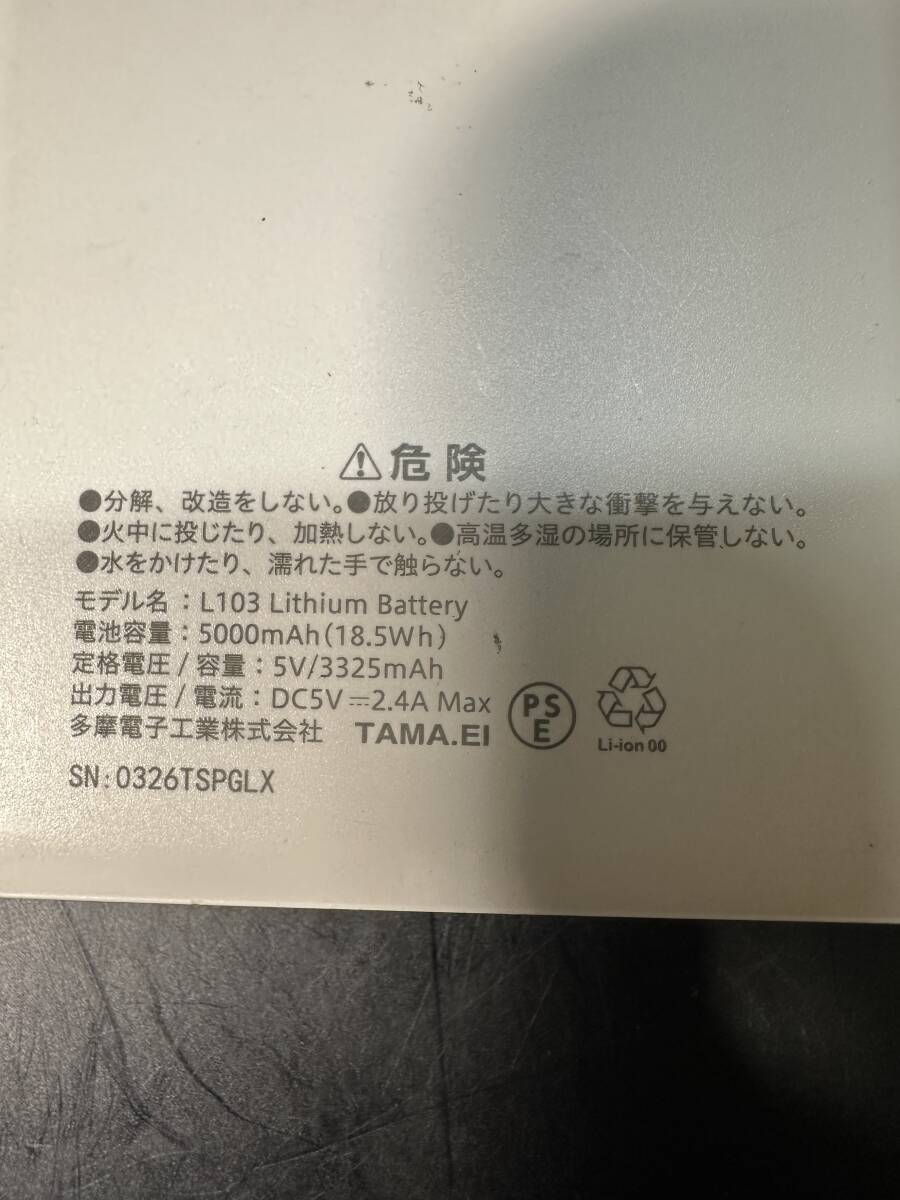 危険
●分解、改造をしない。●放り投げたり大きな衝撃を与えない。
●火中に投じたり、加熱しない。●高温多湿の場所に保管しない。
●水をかけたり、濡れた手で触らない。
モデル名：L103 Lithium Battery
電池容量：5000mAh(18.5Wh)
定格電圧/容量：5V/3325mAh
出力電圧/電流：DC5V⎓2.4A Max
多摩電子工業株式会社 TAMA.EI
PS
E
Li-ion 00
SN:0326TSPGLX